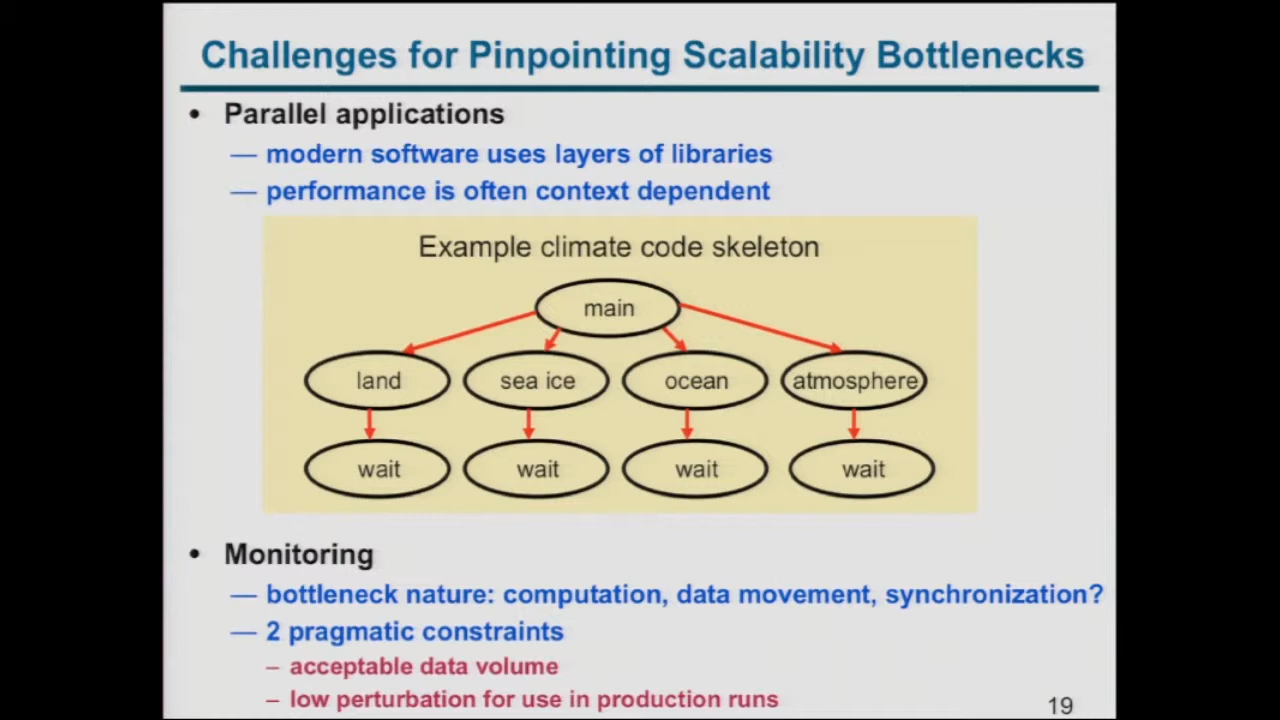 Challenges for Pinpointing Scalability Bottlenecks
• Parallel applications
— modern software uses layers of libraries
— performance is often context dependent
Example climate code skeleton
main
land sea ice ocean atmosphere
wait wait wait wait
• Monitoring
— bottleneck nature: computation, data movement, synchronization?
— 2 pragmatic constraints
– acceptable data volume
– low perturbation for use in production runs
19